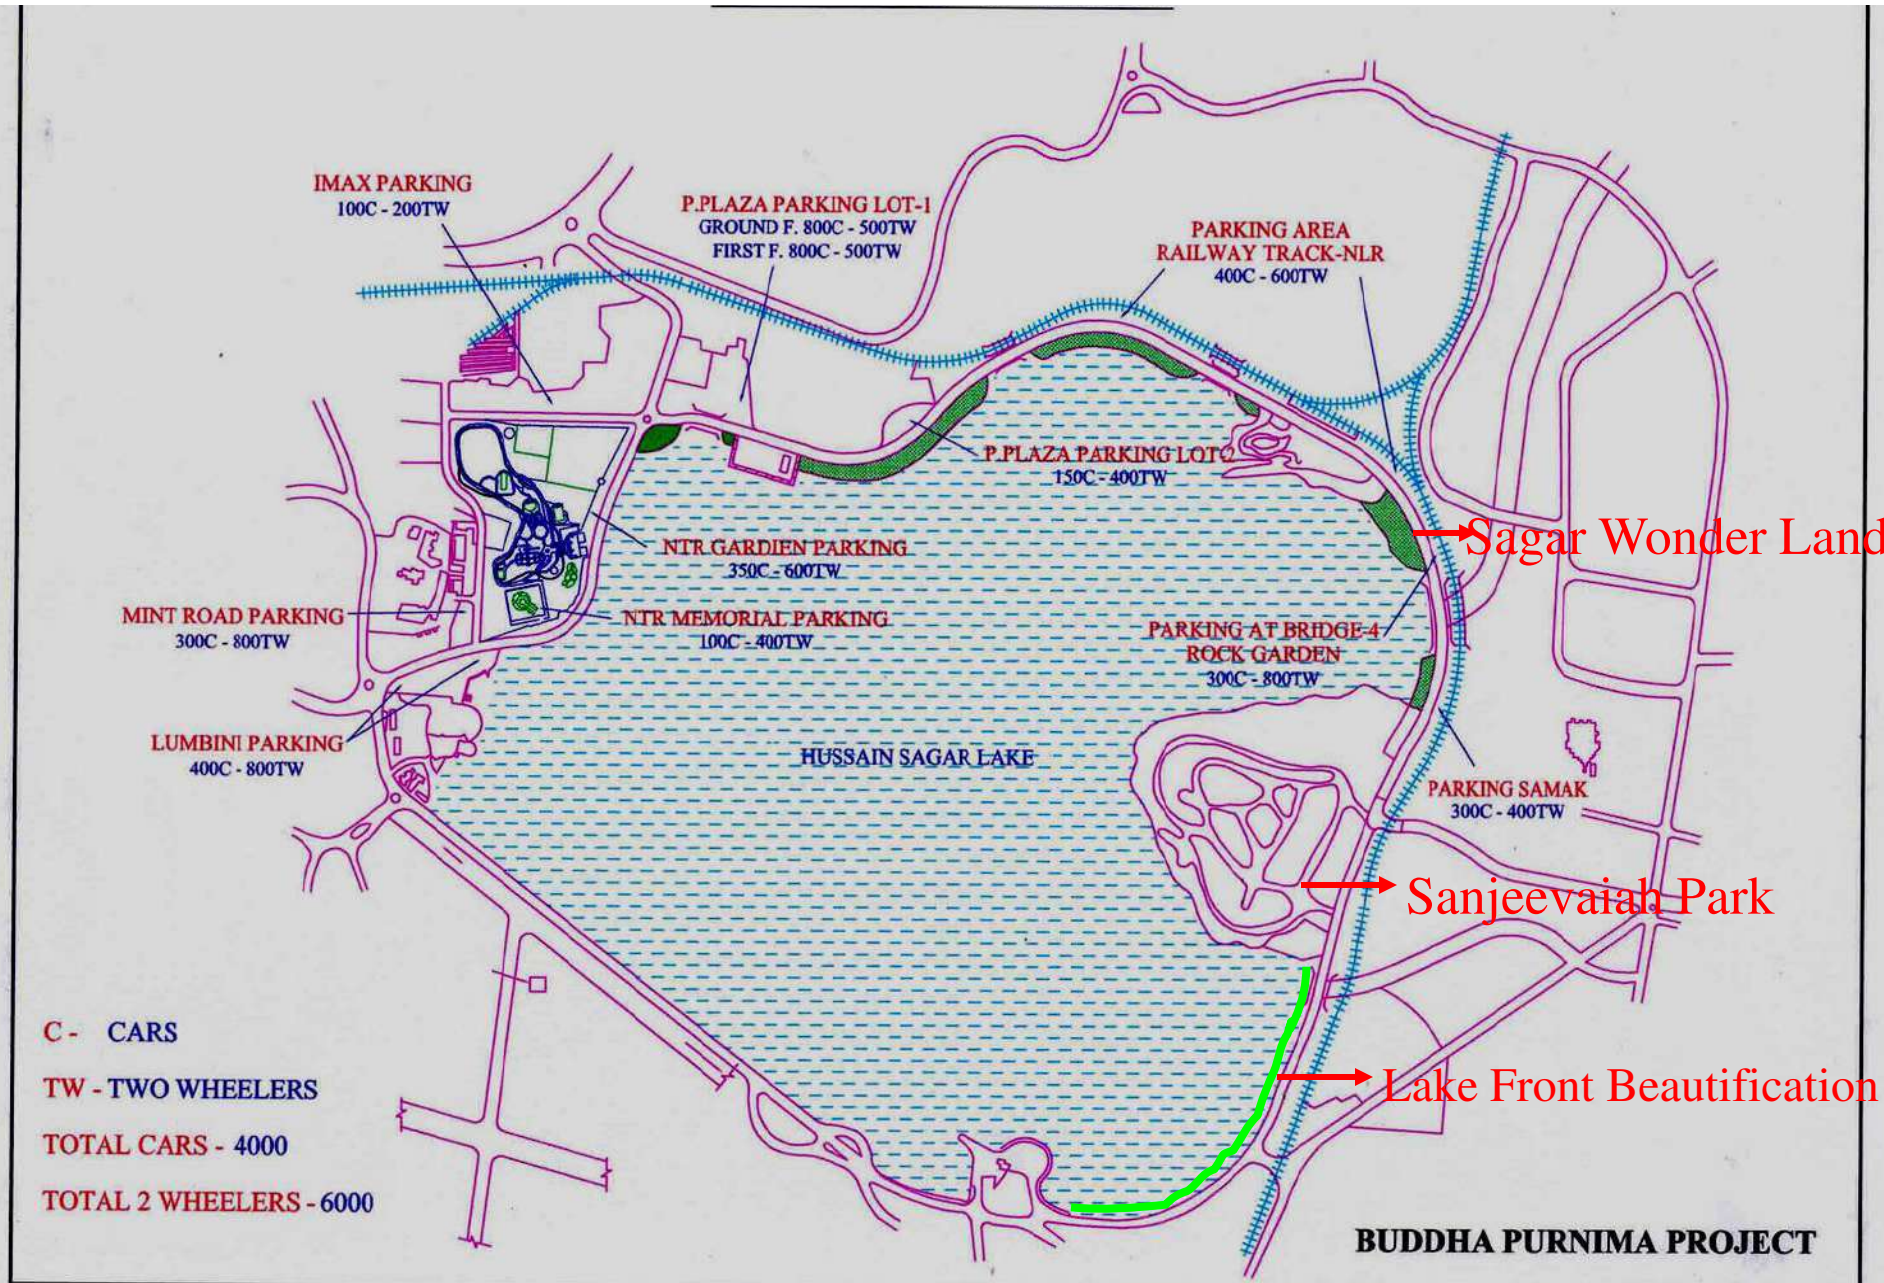 IMAX PARKING
100C - 200TW
P.PLAZA PARKING LOT-1
GROUND F. 800C - 500TW
FIRST F. 800C - 500TW
PARKING AREA
RAILWAY TRACK-NLR
400C - 600TW
P.PLAZA PARKING LOT-2
150C - 400TW
Sagar Wonder Land
NTR GARDIEN PARKING
350C - 600TW
MINT ROAD PARKING
300C - 800TW
NTR MEMORIAL PARKING
100C - 400TW
PARKING AT BRIDGE-4
ROCK GARDEN
300C - 800TW
LUMBINI PARKING
400C - 800TW
HUSSAIN SAGAR LAKE
PARKING SAMAK
300C - 400TW
Sanjeevaiah Park
C - CARS
TW - TWO WHEELERS
TOTAL CARS - 4000
TOTAL 2 WHEELERS - 6000
Lake Front Beautification
BUDDHA PURNIMA PROJECT